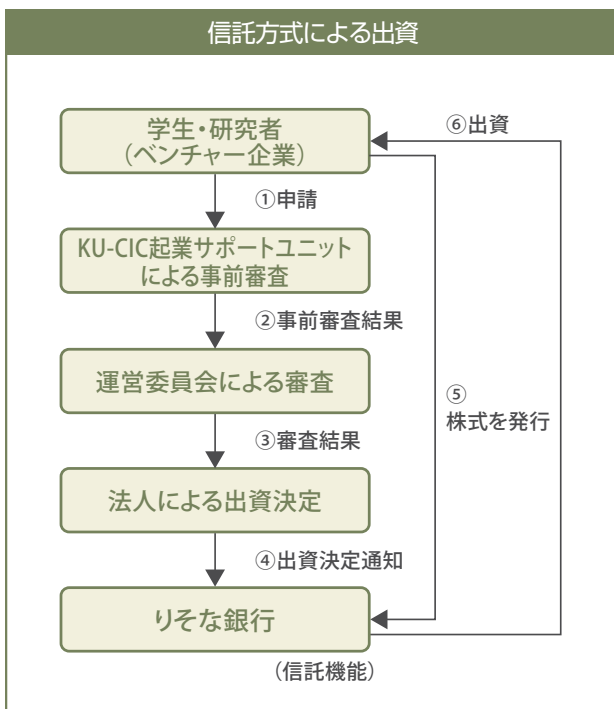 信託方式による出資
学生・研究者
（ベンチャー企業）
⑥出資
①申請
KU-CIC起業サポートユニット
による事前審査
②事前審査結果
運営委員会による審査
⑤
株式を発行
③審査結果
法人による出資決定
④出資決定通知
りそな銀行
（信託機能）